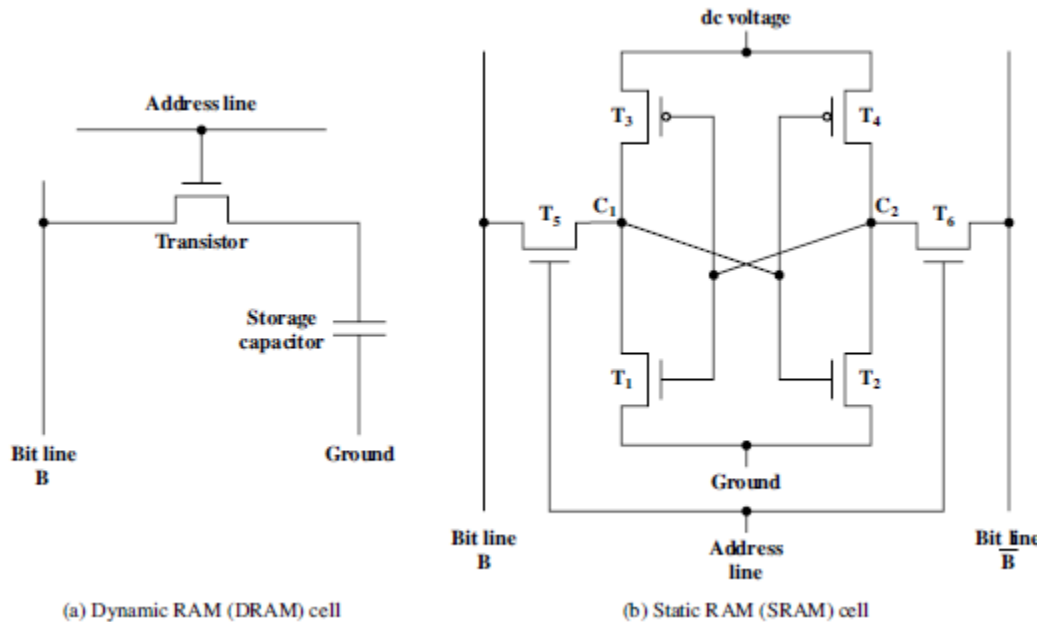 Address line
Transistor
Storage
capacitor
Bit line
B
Ground
(a) Dynamic RAM (DRAM) cell
dc voltage
T3
T4
T5
C1
C2
T6
T1
T2
Ground
Bit line
B
Address
line
Bit line
B̅
(b) Static RAM (SRAM) cell